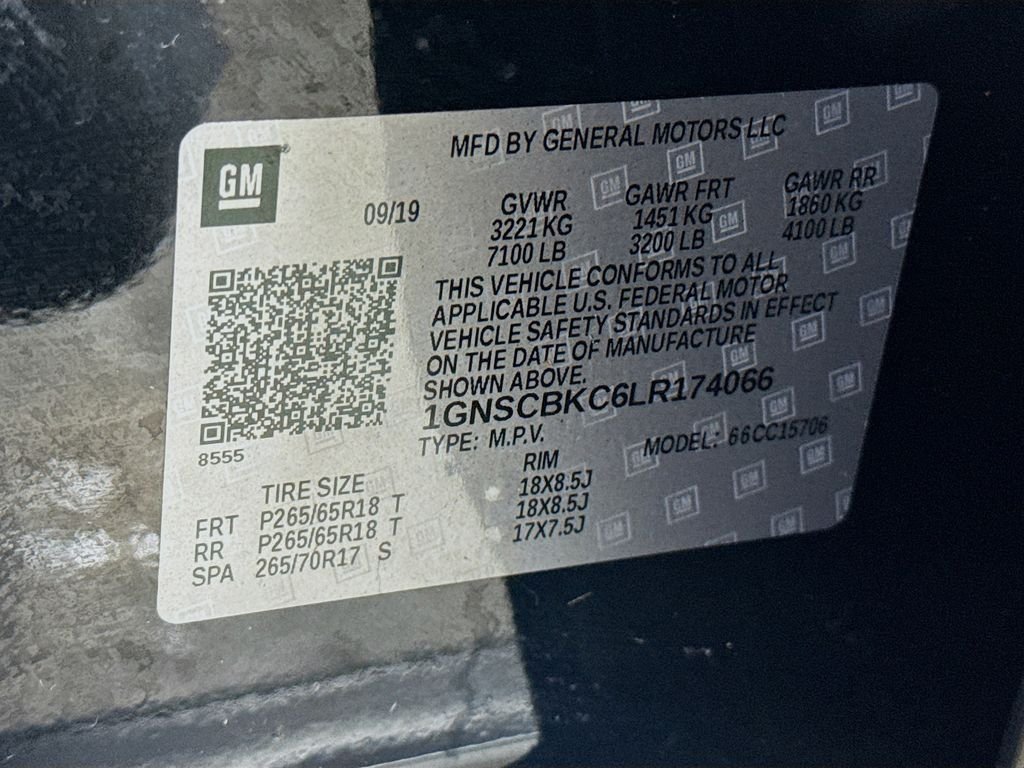 GM
MFD BY GENERAL MOTORS LLC
09/19
GVWR GAWR FRT GAWR RR
3221 KG 1451 KG 1860 KG
7100 LB 3200 LB 4100 LB
THIS VEHICLE CONFORMS TO ALL
APPLICABLE U.S. FEDERAL MOTOR
VEHICLE SAFETY STANDARDS IN EFFECT
ON THE DATE OF MANUFACTURE
SHOWN ABOVE.
1GNSCBKC6LR174066
TYPE: M.P.V. MODEL: 66CC15706
8555
TIRE SIZE RIM
FRT P265/65R18 T 18X8.5J
RR P265/65R18 T 18X8.5J
SPA 265/70R17 S 17X7.5J